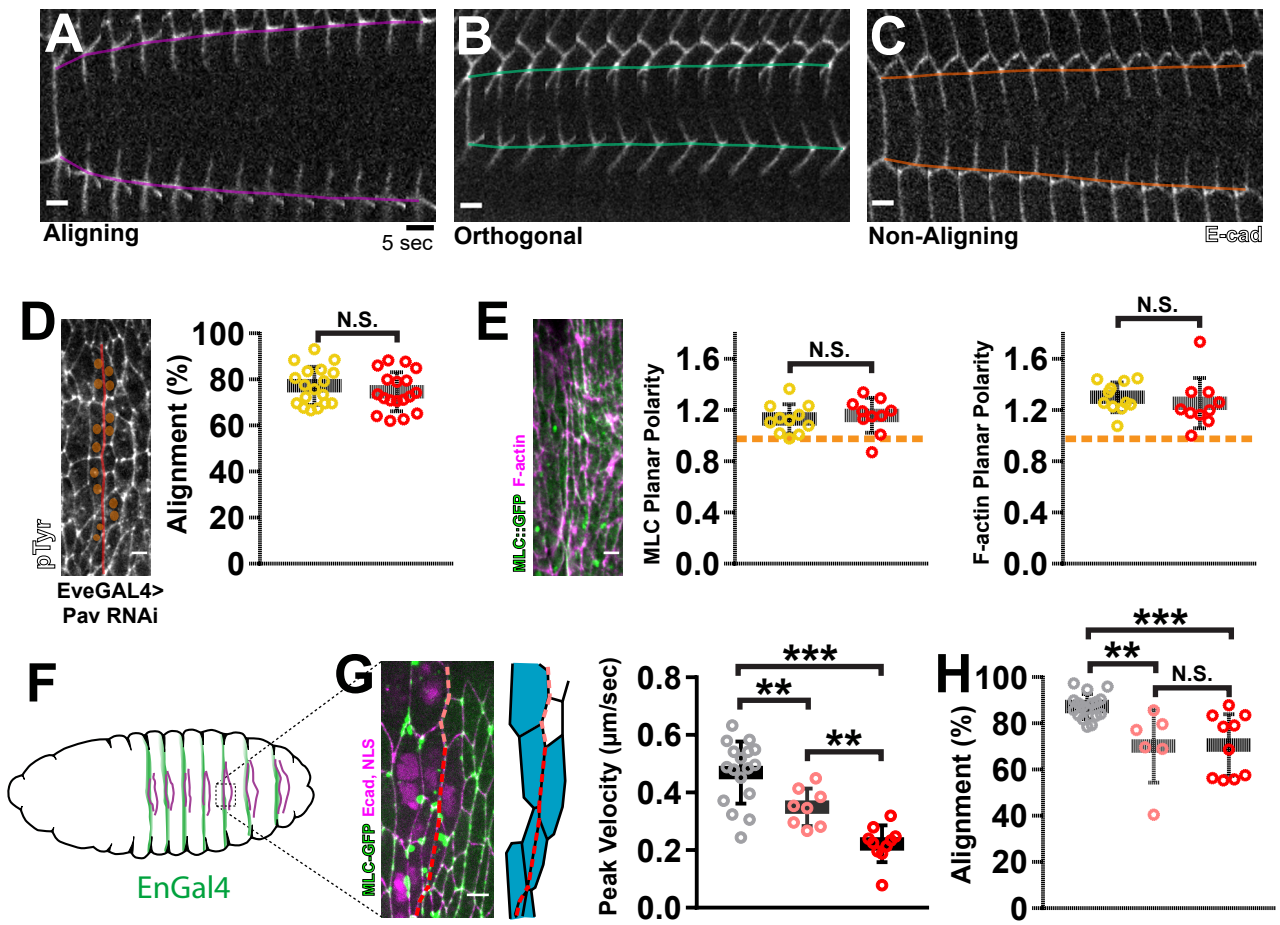 A
B
C
Aligning
5 sec
Orthogonal
Non-Aligning
E-cad
D
pTyr
EveGAL4>
Pav RNAi
Alignment (%)
100
80
60
40
20
0
N.S.
E
MLC::GFP F-actin
MLC Planar Polarity
1.6
1.2
0.8
0.4
0.0
N.S.
F-actin Planar Polarity
1.6
1.2
0.8
0.4
0.0
N.S.
F
EnGal4
G
MLC-GFP Ecad, NLS
Peak Velocity (μm/sec)
0.8
0.6
0.4
0.2
0.0
***
**
**
H
Alignment (%)
100
80
60
40
20
0
***
**
N.S.